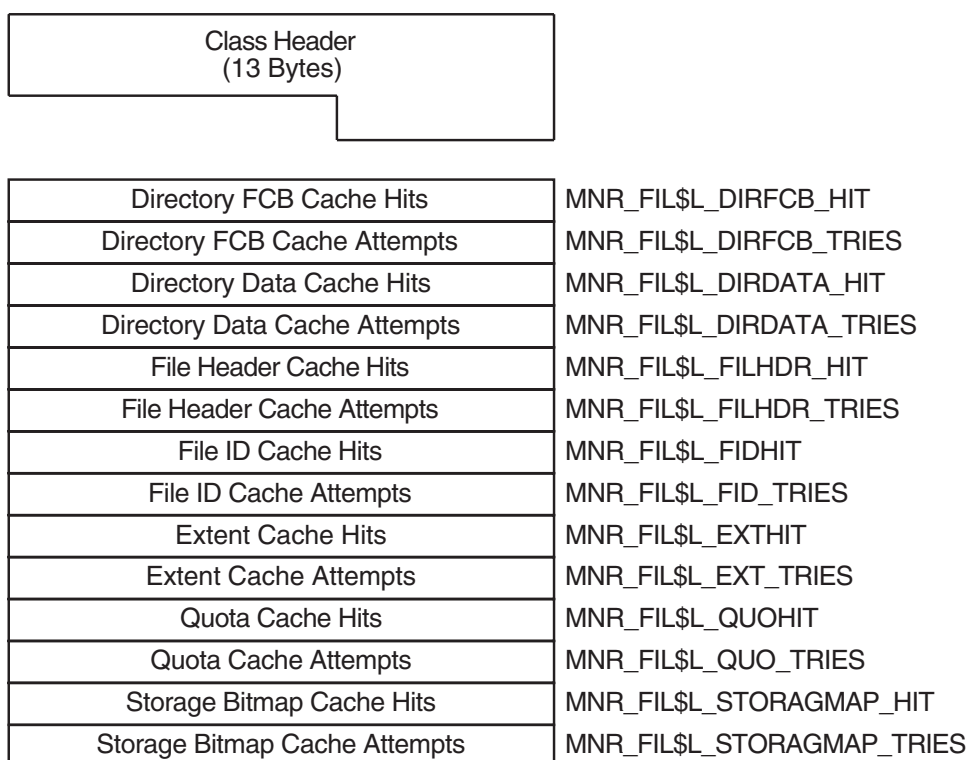 Class Header
(13 Bytes)
Directory FCB Cache Hits MNR_FIL$L_DIRFCB_HIT
Directory FCB Cache Attempts MNR_FIL$L_DIRFCB_TRIES
Directory Data Cache Hits MNR_FIL$L_DIRDATA_HIT
Directory Data Cache Attempts MNR_FIL$L_DIRDATA_TRIES
File Header Cache Hits MNR_FIL$L_FILHDR_HIT
File Header Cache Attempts MNR_FIL$L_FILHDR_TRIES
File ID Cache Hits MNR_FIL$L_FIDHIT
File ID Cache Attempts MNR_FIL$L_FID_TRIES
Extent Cache Hits MNR_FIL$L_EXTHIT
Extent Cache Attempts MNR_FIL$L_EXT_TRIES
Quota Cache Hits MNR_FIL$L_QUOHIT
Quota Cache Attempts MNR_FIL$L_QUO_TRIES
Storage Bitmap Cache Hits MNR_FIL$L_STORAGMAP_HIT
Storage Bitmap Cache Attempts MNR_FIL$L_STORAGMAP_TRIES